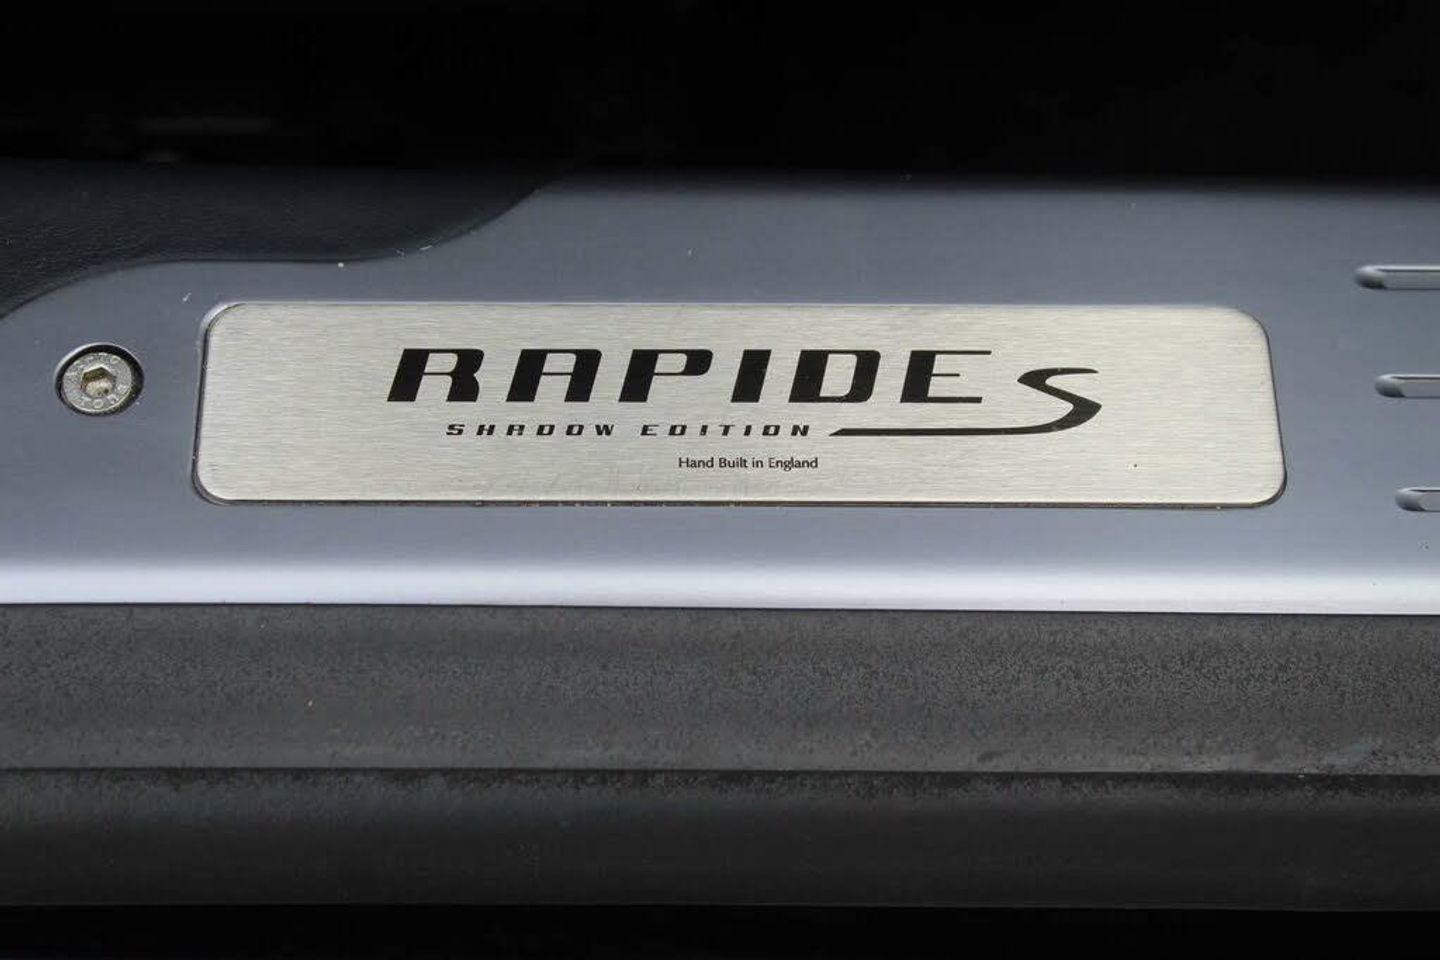 RAPIDE S
SHADOW EDITION
Hand Built in England